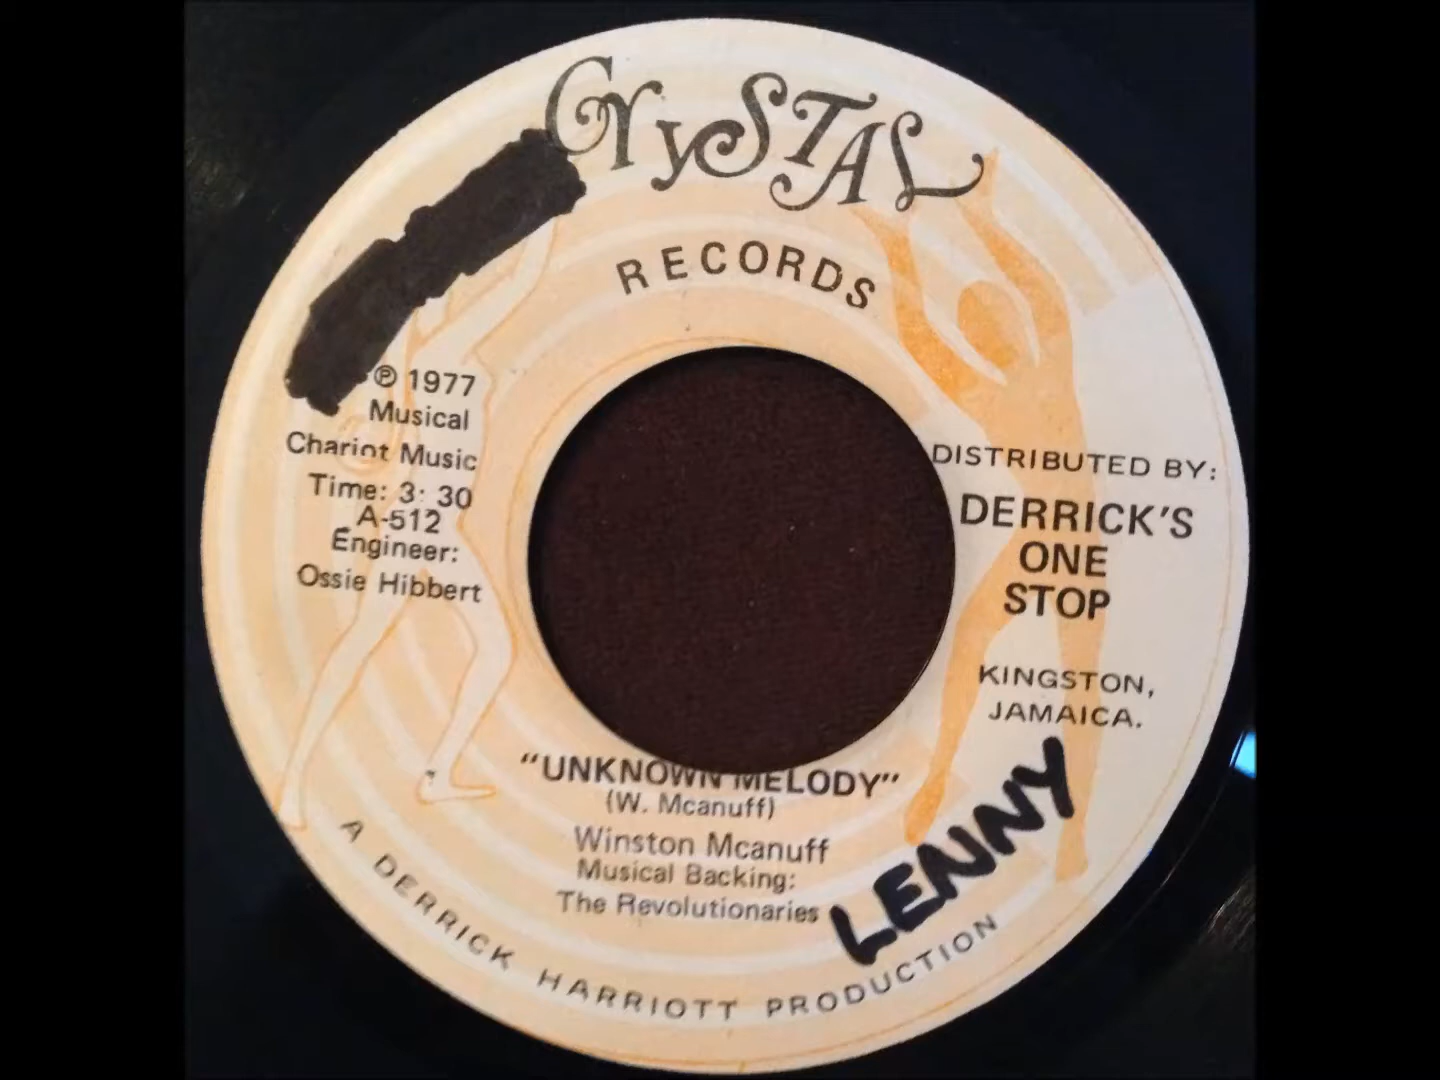 CRYSTAL
RECORDS
℗ 1977
Musical
Chariot Music
Time: 3: 30
A-512
Engineer:
Ossie Hibbert
DISTRIBUTED BY:
DERRICK'S
ONE
STOP
KINGSTON,
JAMAICA.
"UNKNOWN MELODY"
(W. Mcanuff)
Winston Mcanuff
Musical Backing:
The Revolutionaries
LENNY
A DERRICK HARRIOTT PRODUCTION